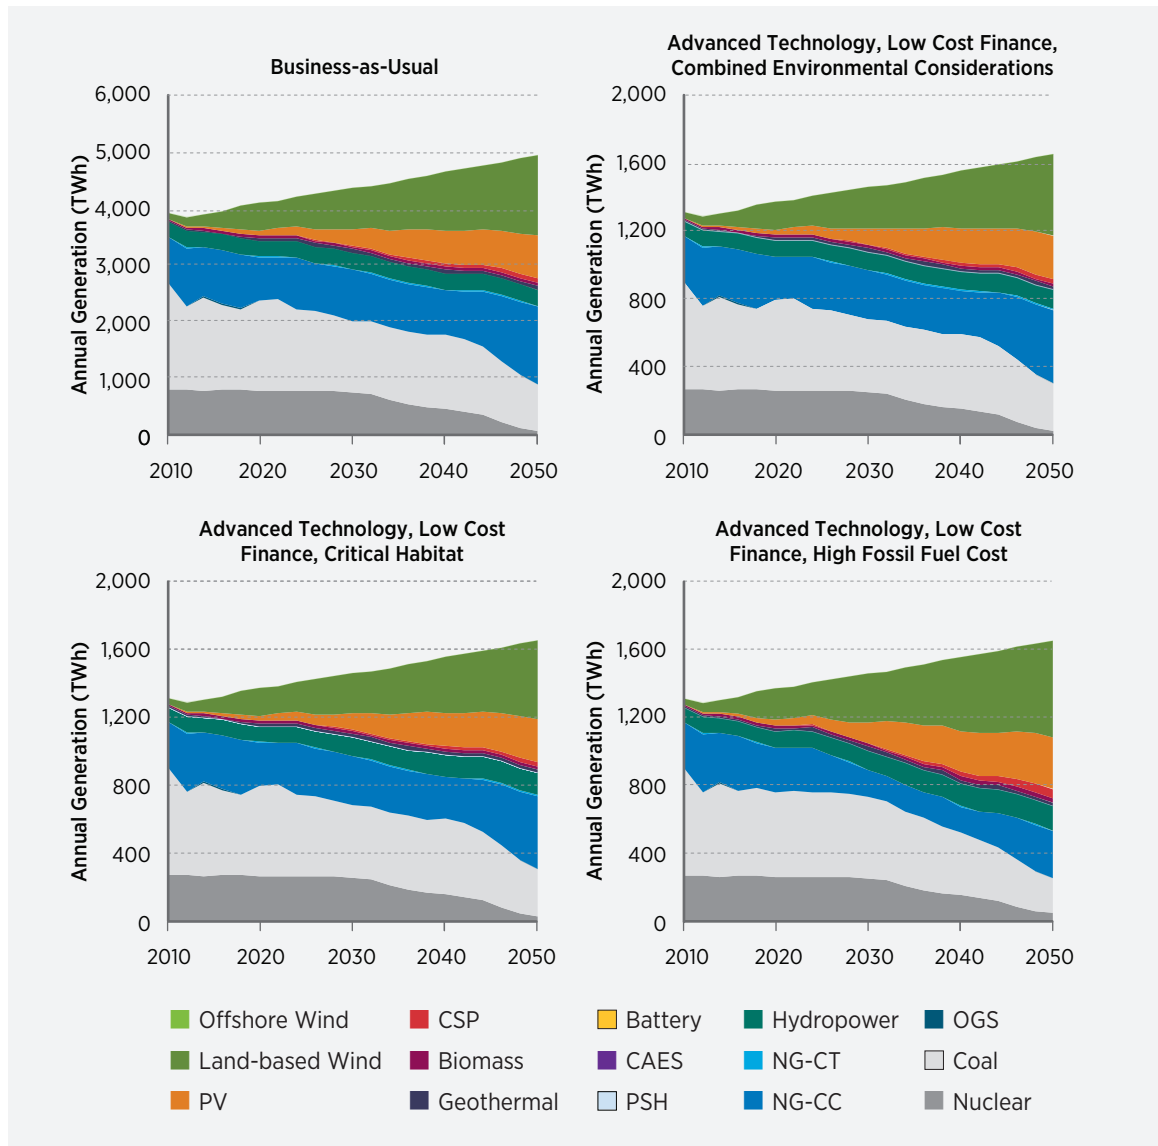 Business-as-Usual
Annual Generation (TWh)
6,000
5,000
4,000
3,000
2,000
1,000
0
2010 2020 2030 2040 2050
Advanced Technology, Low Cost Finance,
Combined Environmental Considerations
Annual Generation (TWh)
2,000
1,600
1,200
800
400
0
2010 2020 2030 2040 2050
Advanced Technology, Low Cost
Finance, Critical Habitat
Annual Generation (TWh)
2,000
1,600
1,200
800
400
0
2010 2020 2030 2040 2050
Advanced Technology, Low Cost
Finance, High Fossil Fuel Cost
Annual Generation (TWh)
2,000
1,600
1,200
800
400
0
2010 2020 2030 2040 2050
Offshore Wind CSP Battery Hydropower OGS
Land-based Wind Biomass CAES NG-CT Coal
PV Geothermal PSH NG-CC Nuclear